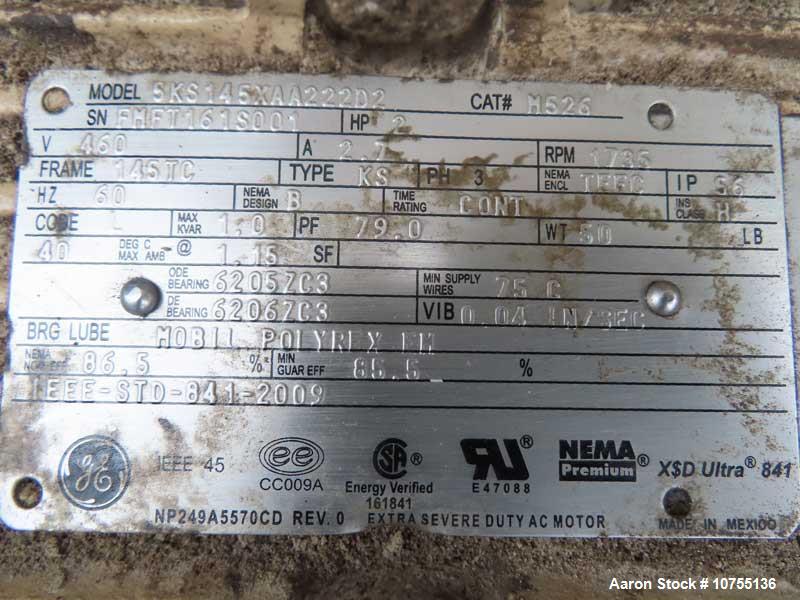 MODEL 5KS145XAA222D2 CAT# M526
SN FMFT161S001 HP 2
V 460 A 2.7 RPM 1735
FRAME 145TC TYPE KS PH 3 NEMA ENCL TEFC IP 56
HZ 60 NEMA DESIGN B TIME RATING CONT INS CLASS H
CODE L MAX KVAR 1.0 PF 79.0 WT 50 LB
40 DEG C MAX AMB @ 1.15 SF
ODE BEARING 6205ZC3 MIN SUPPLY WIRES 75 C
DE BEARING 6206ZC3 VIB 0.04 IN/SEC
BRG LUBE MOBIL POLYREX EM
NEMA NOM EFF 86.5 % MIN GUAR EFF 85.5 %
IEEE-STD-841-2009
GE IEEE 45 ee CC009A SA® Energy Verified 161841 RU® E47088 NEMA Premium® X$D Ultra® 841
NP249A5570CD REV. 0 EXTRA SEVERE DUTY AC MOTOR MADE IN MEXICO
Aaron Stock # 10755136